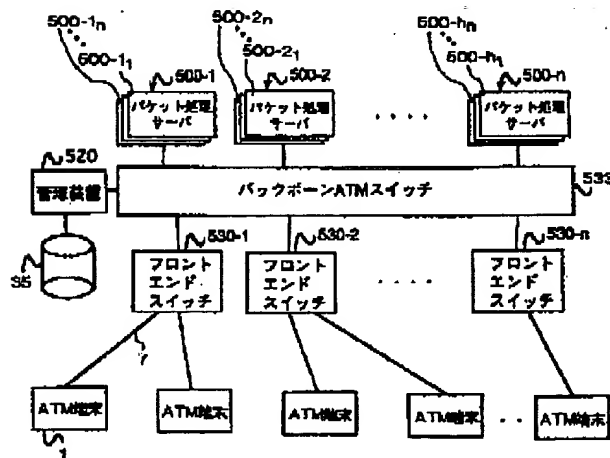 500-1n
500-2n
500-hn
500-2₁
500-h₁
500-1₁
500-1
500-2
500-n
パケット処理
サーバ
パケット処理
サーバ
パケット処理
サーバ
520
管理装置
バックボーンATMスイッチ
533
S5
530-1
530-2
530-n
フロント
エンド
スイッチ
フロント
エンド
スイッチ
フロント
エンド
スイッチ
7
ATM端末
ATM端末
ATM端末
ATM端末
ATM端末
1